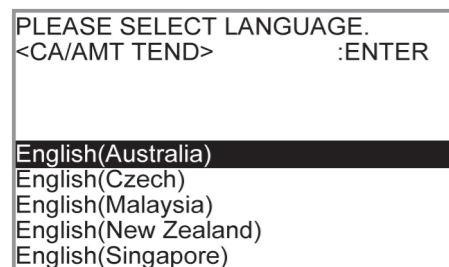 PLEASE SELECT LANGUAGE.
<CA/AMT TEND> :ENTER
English(Australia)
English(Czech)
English(Malaysia)
English(New Zealand)
English(Singapore)